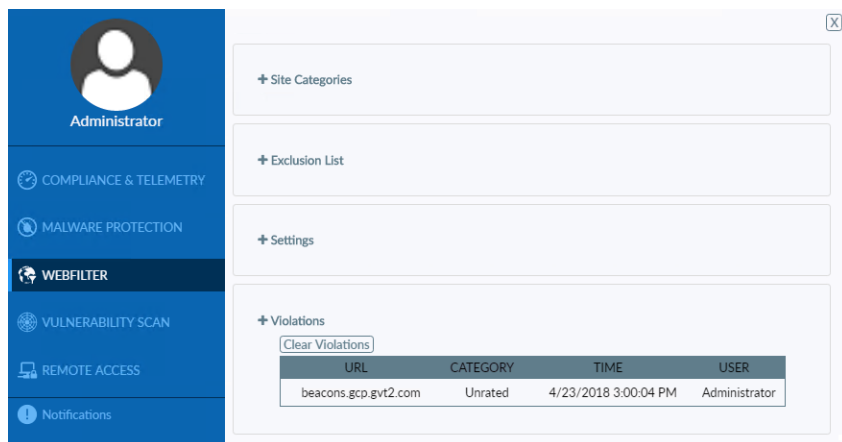 X
Administrator
COMPLIANCE & TELEMETRY
MALWARE PROTECTION
WEBFILTER
VULNERABILITY SCAN
REMOTE ACCESS
! Notifications
+ Site Categories
+ Exclusion List
+ Settings
+ Violations
Clear Violations
URL CATEGORY TIME USER
beacons.gcp.gvt2.com Unrated 4/23/2018 3:00:04 PM Administrator